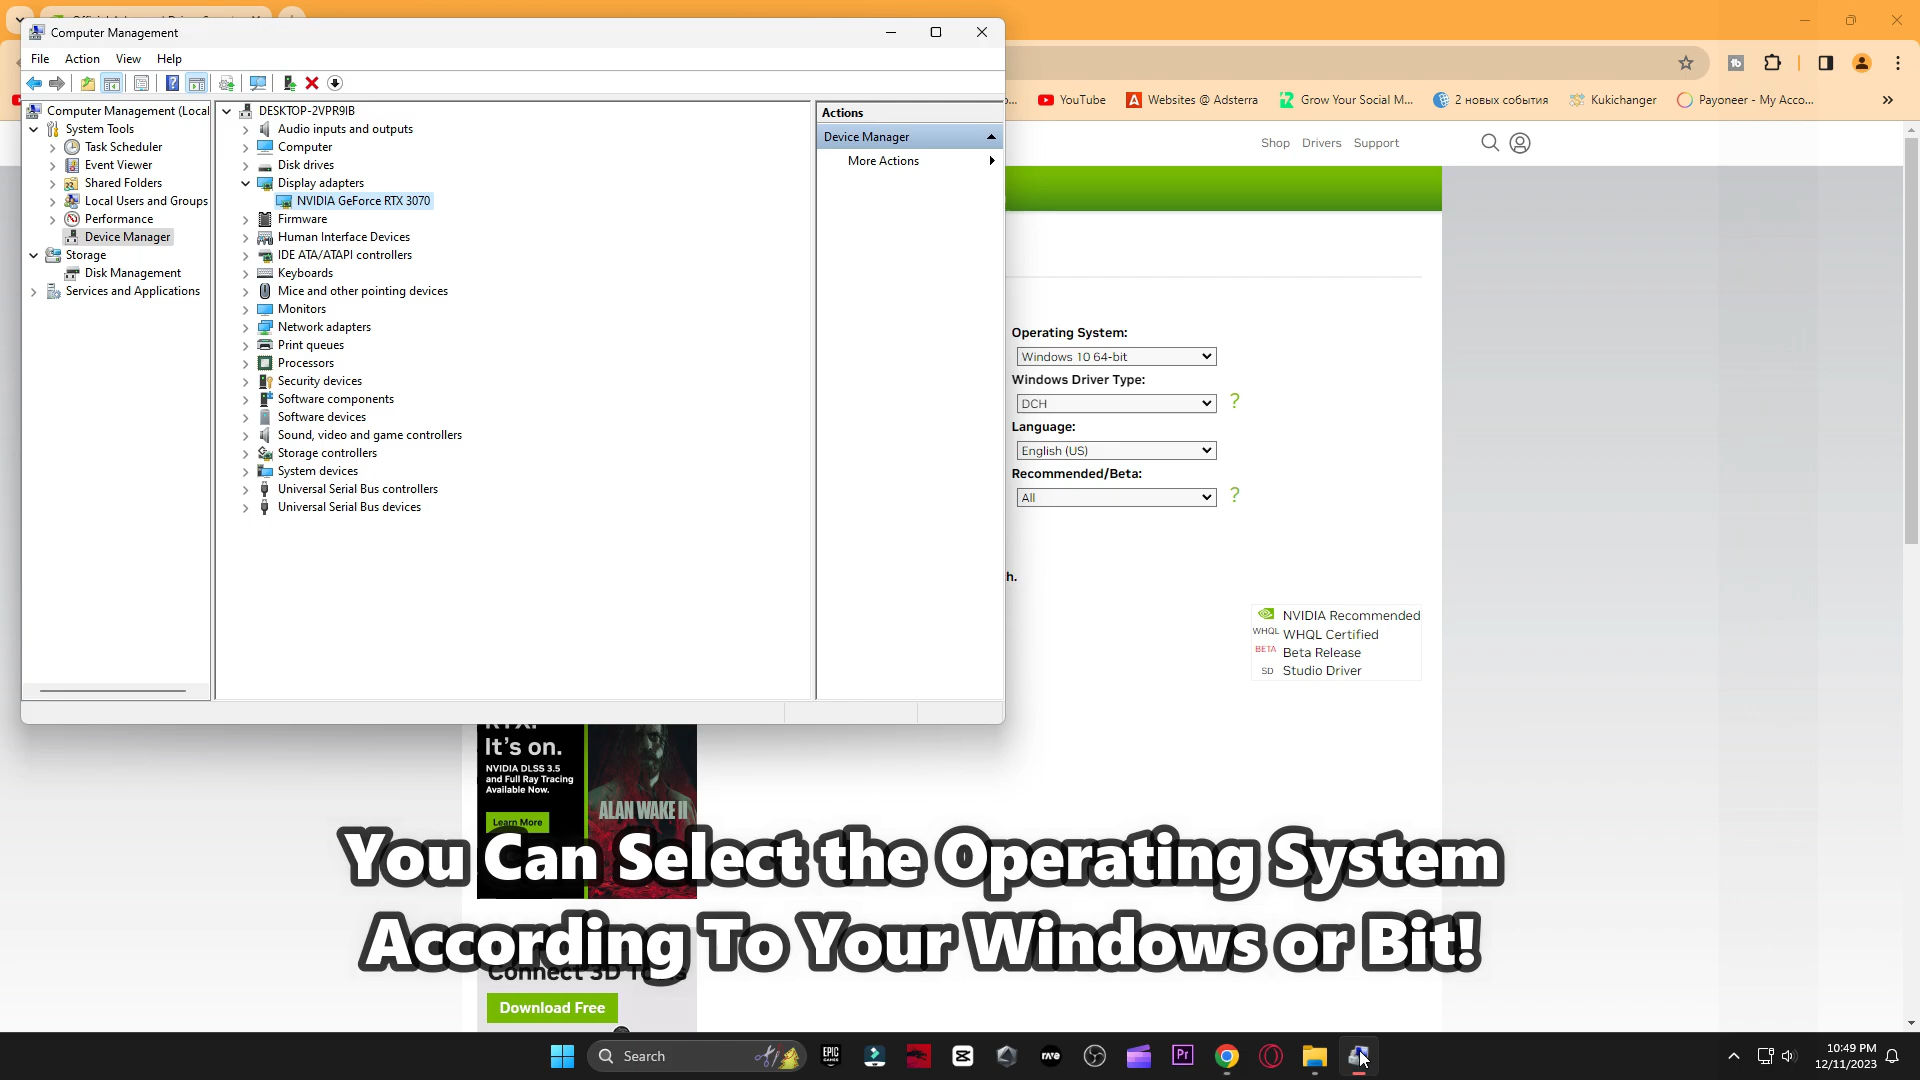 Computer Management
File Action View Help
Computer Management (Local
System Tools
Task Scheduler
Event Viewer
Shared Folders
Local Users and Groups
Performance
Device Manager
Storage
Disk Management
Services and Applications
DESKTOP-2VPR9IB
Audio inputs and outputs
Computer
Disk drives
Display adapters
NVIDIA GeForce RTX 3070
Firmware
Human Interface Devices
IDE ATA/ATAPI controllers
Keyboards
Mice and other pointing devices
Monitors
Network adapters
Print queues
Processors
Security devices
Software components
Software devices
Sound, video and game controllers
Storage controllers
System devices
Universal Serial Bus controllers
Universal Serial Bus devices
Actions
Device Manager
More Actions
YouTube
Websites @ Adsterra
Grow Your Social M...
2 новых события
Kukichanger
Payoneer - My Acco...
Shop Drivers Support
Operating System:
Windows 10 64-bit
Windows Driver Type:
DCH
?
Language:
English (US)
Recommended/Beta:
All
?
h.
NVIDIA Recommended
WHQL WHQL Certified
BETA Beta Release
SD Studio Driver
It's on.
NVIDIA DLSS 3.5
and Full Ray Tracing
Available Now.
Learn More
ALAN WAKE II
You Can Select the Operating System
According To Your Windows or Bit!
Connect 3D
Download Free
Search
EPIC GAMES
Pr
10:49 PM
12/11/2023